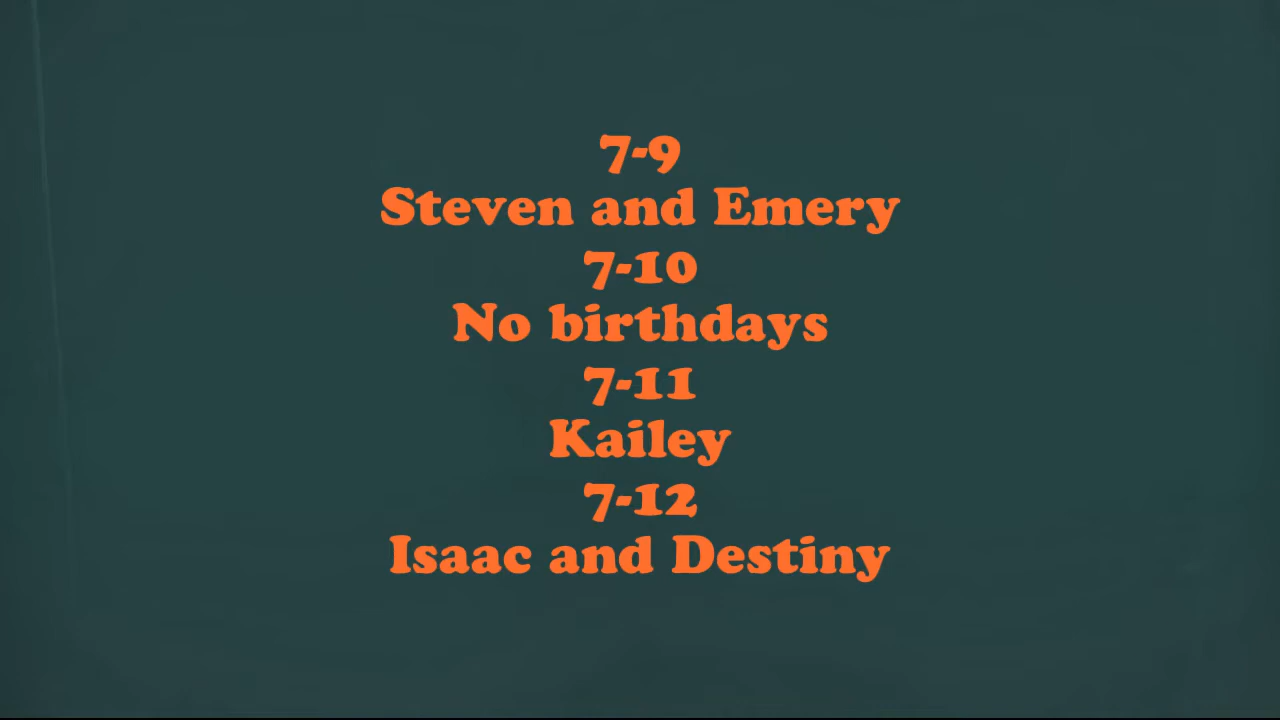 7-9
Steven and Emery
7-10
No birthdays
7-11
Kailey
7-12
Isaac and Destiny